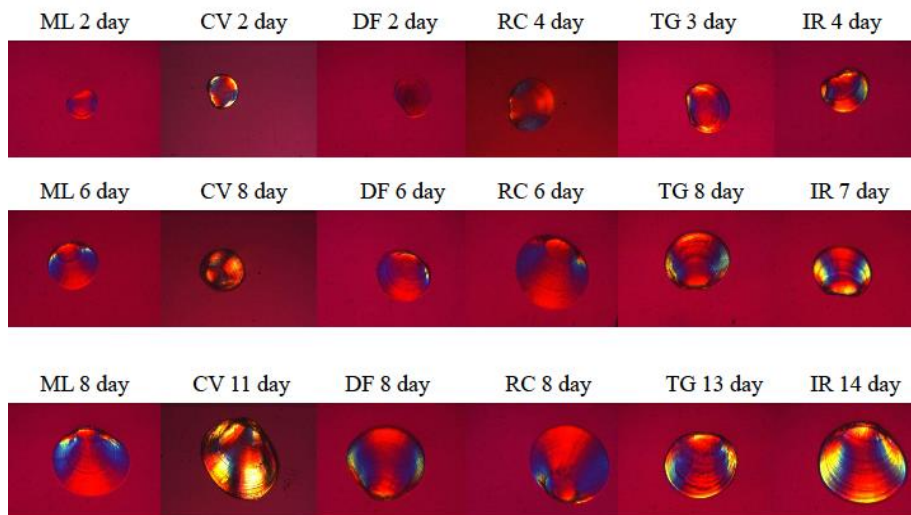 ML 2 day CV 2 day DF 2 day RC 4 day TG 3 day IR 4 day
ML 6 day CV 8 day DF 6 day RC 6 day TG 8 day IR 7 day
ML 8 day CV 11 day DF 8 day RC 8 day TG 13 day IR 14 day